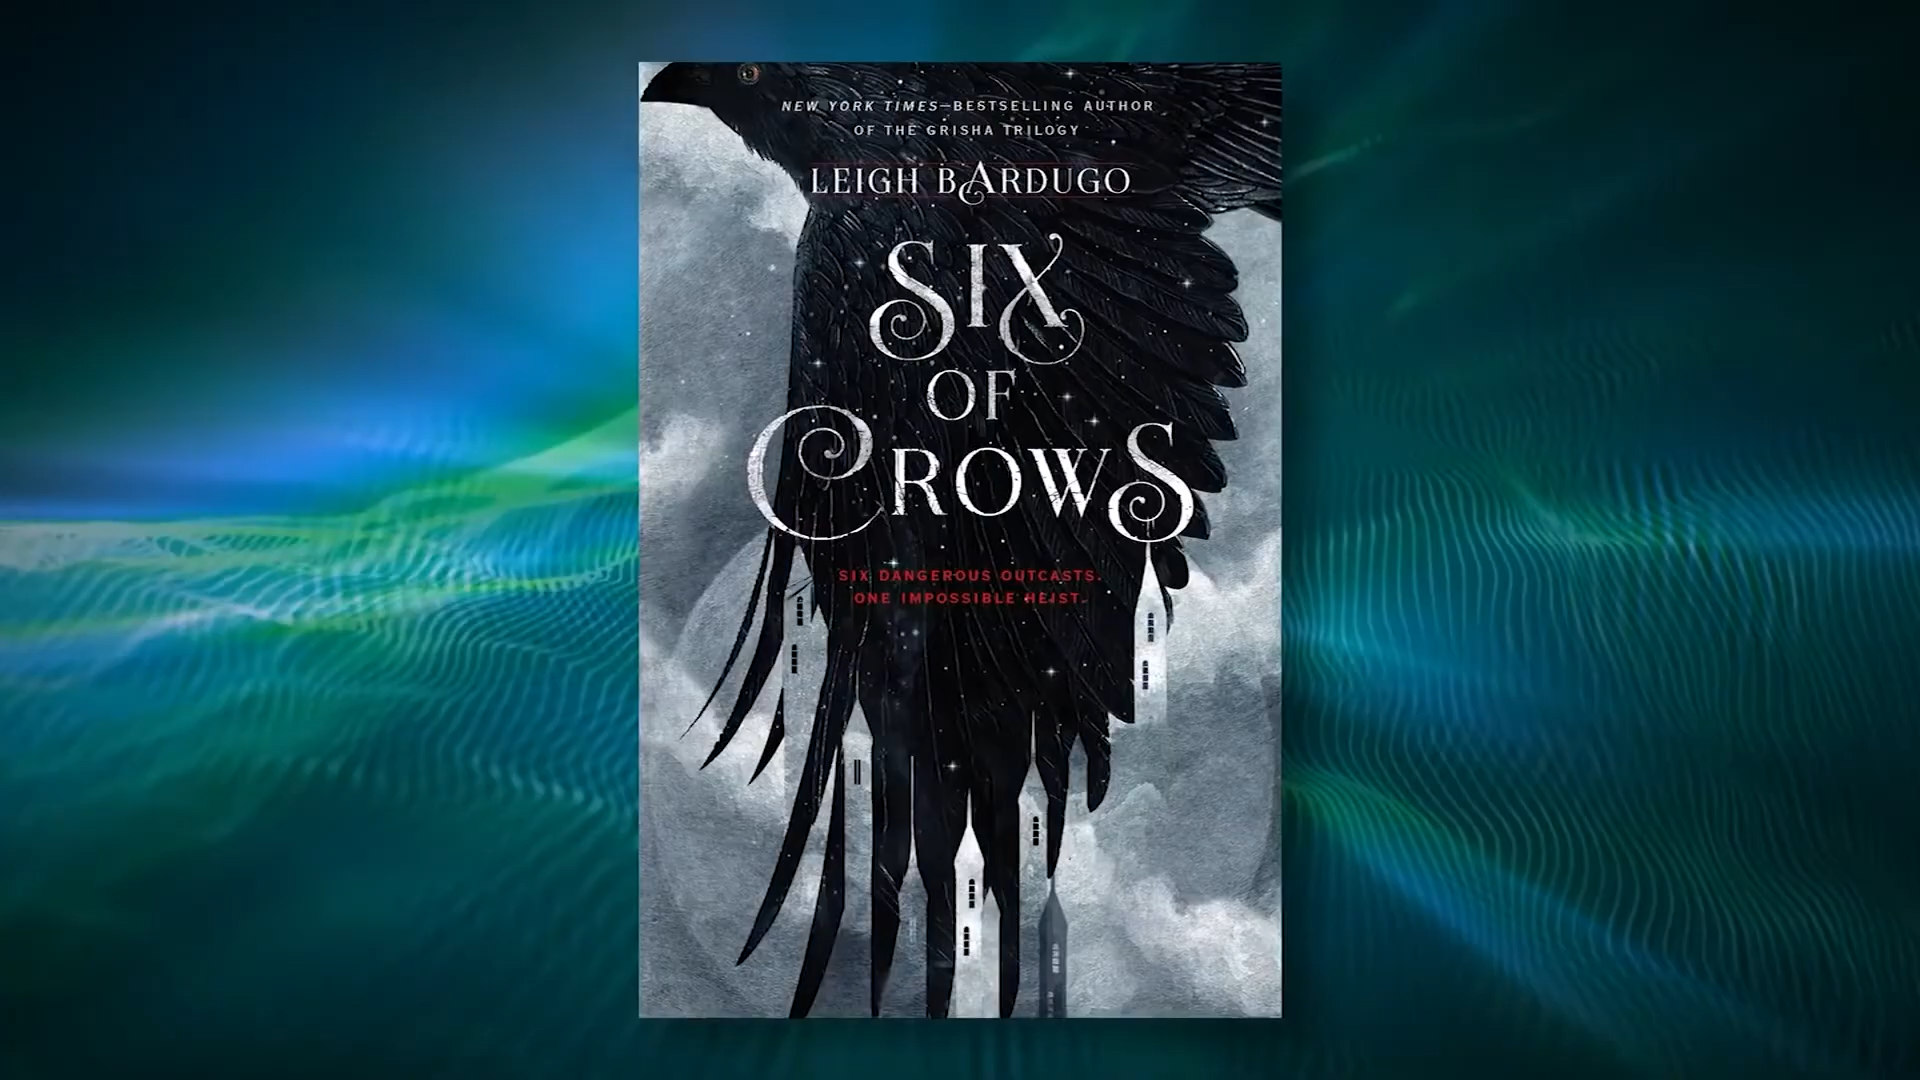 NEW YORK TIMES—BESTSELLING AUTHOR
OF THE GRISHA TRILOGY
LEIGH BARDUGO
SIX
OF
CROWS
SIX DANGEROUS OUTCASTS.
ONE IMPOSSIBLE HEIST.